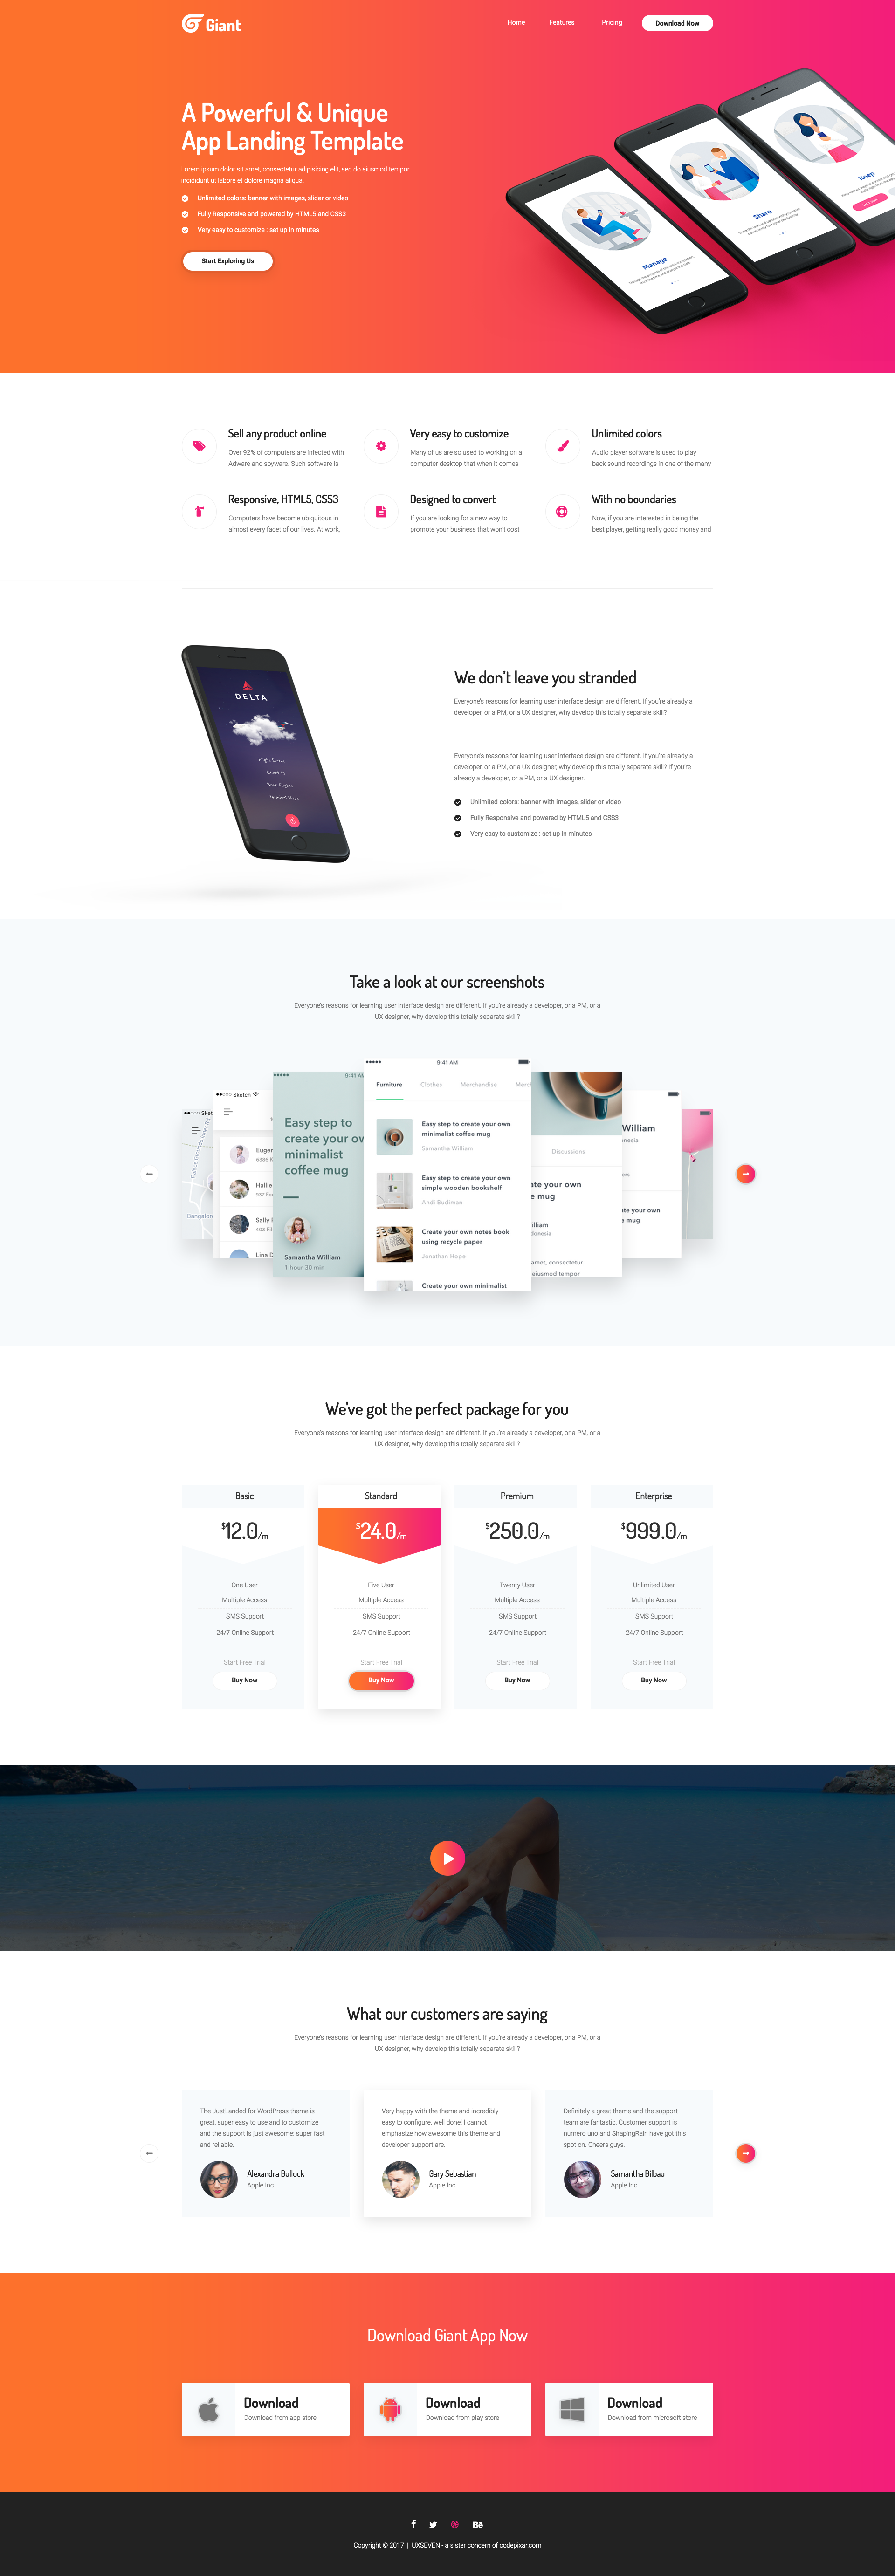 Giant
Home
Features
Pricing
Download Now
A Powerful & Unique
App Landing Template
Lorem ipsum dolor sit amet, consectetur adipisicing elit, sed do eiusmod tempor
incididunt ut labore et dolore magna aliqua.
Unlimited colors: banner with images, slider or video
Fully Responsive and powered by HTML5 and CSS3
Very easy to customize : set up in minutes
Start Exploring Us
Manage
Share
Keep
Sell any product online
Over 92% of computers are infected with
Adware and spyware. Such software is
Very easy to customize
Many of us are so used to working on a
computer desktop that when it comes
Unlimited colors
Audio player software is used to play
back sound recordings in one of the many
Responsive, HTML5, CSS3
Computers have become ubiquitous in
almost every facet of our lives. At work,
Designed to convert
If you are looking for a new way to
promote your business that won't cost
With no boundaries
Now, if you are interested in being the
best player, getting really good money and
DELTA
Flight Status
Check In
Book Flights
Terminal Maps
We don't leave you stranded
Everyone's reasons for learning user interface design are different. If you're already a
developer, or a PM, or a UX designer, why develop this totally separate skill?
Everyone's reasons for learning user interface design are different. If you're already a
developer, or a PM, or a UX designer, why develop this totally separate skill? If you're
already a developer, or a PM, or a UX designer.
Unlimited colors: banner with images, slider or video
Fully Responsive and powered by HTML5 and CSS3
Very easy to customize : set up in minutes
Take a look at our screenshots
Everyone's reasons for learning user interface design are different. If you're already a developer, or a PM, or a
UX designer, why develop this totally separate skill?
Sketch
Bangalore
Sketch
Hallie
Sally
Lina D
9:41 AM
Easy step to
create your ow
minimalist
coffee mug
Samantha William
1 hour 30 min
9:41 AM
Furniture
Clothes
Merchandise
Merch
Easy step to create your own
minimalist coffee mug
Samantha William
Easy step to create your own
simple wooden bookshelf
Andi Budiman
Create your own notes book
using recycle paper
Jonathan Hope
Create your own minimalist
Discussions
ate your own
e mug
illiam
donesia
amet, consectetur
eiusmod tempor
William
onesia
ers
ate your own
e mug
We've got the perfect package for you
Everyone's reasons for learning user interface design are different. If you're already a developer, or a PM, or a
UX designer, why develop this totally separate skill?
Basic
$12.0/m
One User
Multiple Access
SMS Support
24/7 Online Support
Start Free Trial
Buy Now
Standard
$24.0/m
Five User
Multiple Access
SMS Support
24/7 Online Support
Start Free Trial
Buy Now
Premium
$250.0/m
Twenty User
Multiple Access
SMS Support
24/7 Online Support
Start Free Trial
Buy Now
Enterprise
$999.0/m
Unlimited User
Multiple Access
SMS Support
24/7 Online Support
Start Free Trial
Buy Now
What our customers are saying
Everyone's reasons for learning user interface design are different. If you're already a developer, or a PM, or a
UX designer, why develop this totally separate skill?
The JustLanded for WordPress theme is
great, super easy to use and to customize
and the support is just awesome: super fast
and reliable.
Alexandra Bullock
Apple Inc.
Very happy with the theme and incredibly
easy to configure, well done! I cannot
emphasize how awesome this theme and
developer support are.
Gary Sebastian
Apple Inc.
Definitely a great theme and the support
team are fantastic. Customer support is
numero uno and ShapingRain have got this
spot on. Cheers guys.
Samantha Bilbau
Apple Inc.
Download Giant App Now
Download
Download from app store.
Download
Download from play store
Download
Download from microsoft store
Bē
Copyright © 2017 | UXSEVEN - a sister concern of codepixar.com